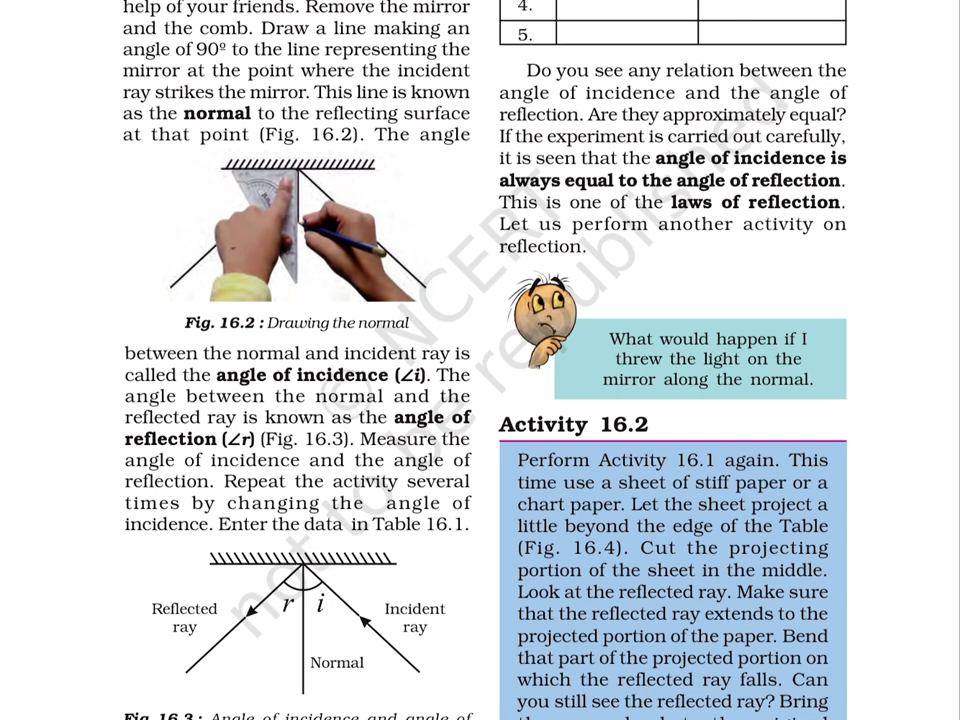 help of your friends. Remove the mirror
and the comb. Draw a line making an
angle of 90º to the line representing the
mirror at the point where the incident
ray strikes the mirror. This line is known
as the normal to the reflecting surface
at that point (Fig. 16.2). The angle
Fig. 16.2 : Drawing the normal
between the normal and incident ray is
called the angle of incidence (∠i). The
angle between the normal and the
reflected ray is known as the angle of
reflection (∠r) (Fig. 16.3). Measure the
angle of incidence and the angle of
reflection. Repeat the activity several
times by changing the angle of
incidence. Enter the data in Table 16.1.
r i
Reflected
ray
Incident
ray
Normal
Fig. 16.3 : Angle of incidence and angle of
4.
5.
Do you see any relation between the
angle of incidence and the angle of
reflection. Are they approximately equal?
If the experiment is carried out carefully,
it is seen that the angle of incidence is
always equal to the angle of reflection.
This is one of the laws of reflection.
Let us perform another activity on
reflection.
What would happen if I
threw the light on the
mirror along the normal.
Activity 16.2
Perform Activity 16.1 again. This
time use a sheet of stiff paper or a
chart paper. Let the sheet project a
little beyond the edge of the Table
(Fig. 16.4). Cut the projecting
portion of the sheet in the middle.
Look at the reflected ray. Make sure
that the reflected ray extends to the
projected portion of the paper. Bend
that part of the projected portion on
which the reflected ray falls. Can
you still see the reflected ray? Bring
© NCERT
not to be republished